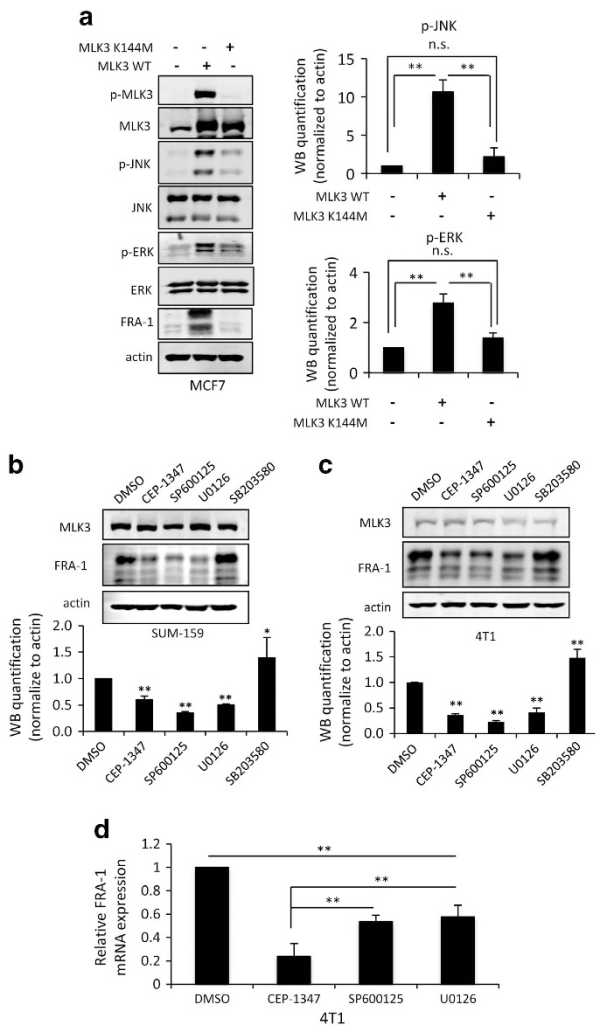 a
MLK3 K144M - - +
MLK3 WT - + -
p-MLK3
MLK3
p-JNK
JNK
p-ERK
ERK
FRA-1
actin
MCF7
p-JNK
n.s.
** **
WB quantification
(normalized to actin)
15
10
5
0
MLK3 WT - + -
MLK3 K144M - - +
p-ERK
n.s.
** **
WB quantification
(normalized to actin)
6
4
2
0
MLK3 WT - + -
MLK3 K144M - - +
b
DMSO CEP-1347 SP600125 U0126 SB203580
MLK3
FRA-1
actin
SUM-159
WB quantification
(normalize to actin)
2.0
1.5
1.0
0.5
0.0
** ** ** *
DMSO CEP-1347 SP600125 U0126 SB203580
c
DMSO CEP-1347 SP600125 U0126 SB203580
MLK3
FRA-1
actin
4T1
WB quantification
(normalize to actin)
2.0
1.5
1.0
0.5
0.0
** ** ** **
DMSO CEP-1347 SP600125 U0126 SB203580
d
Relative FRA-1
mRNA expression
1.2
1
0.8
0.6
0.4
0.2
0
**
**
**
DMSO CEP-1347 SP600125 U0126
4T1